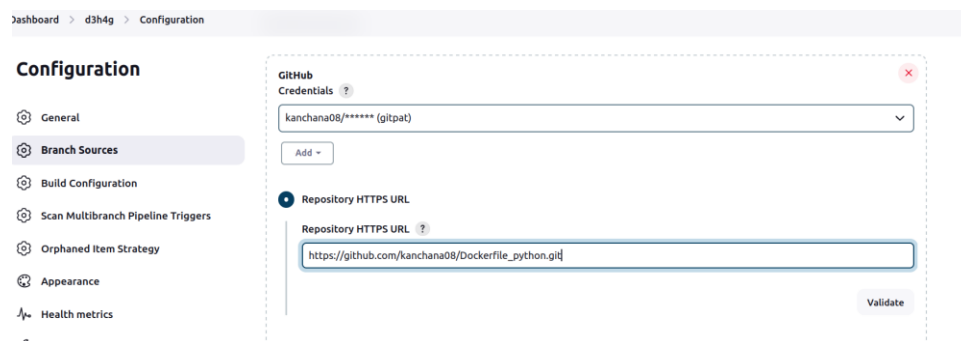 Dashboard > d3h4g > Configuration
Configuration
General
Branch Sources
Build Configuration
Scan Multibranch Pipeline Triggers
Orphaned Item Strategy
Appearance
Health metrics
GitHub
Credentials ?
kanchana08/****** (gitpat)
Add
Repository HTTPS URL
Repository HTTPS URL ?
https://github.com/kanchana08/Dockerfile_python.git
Validate